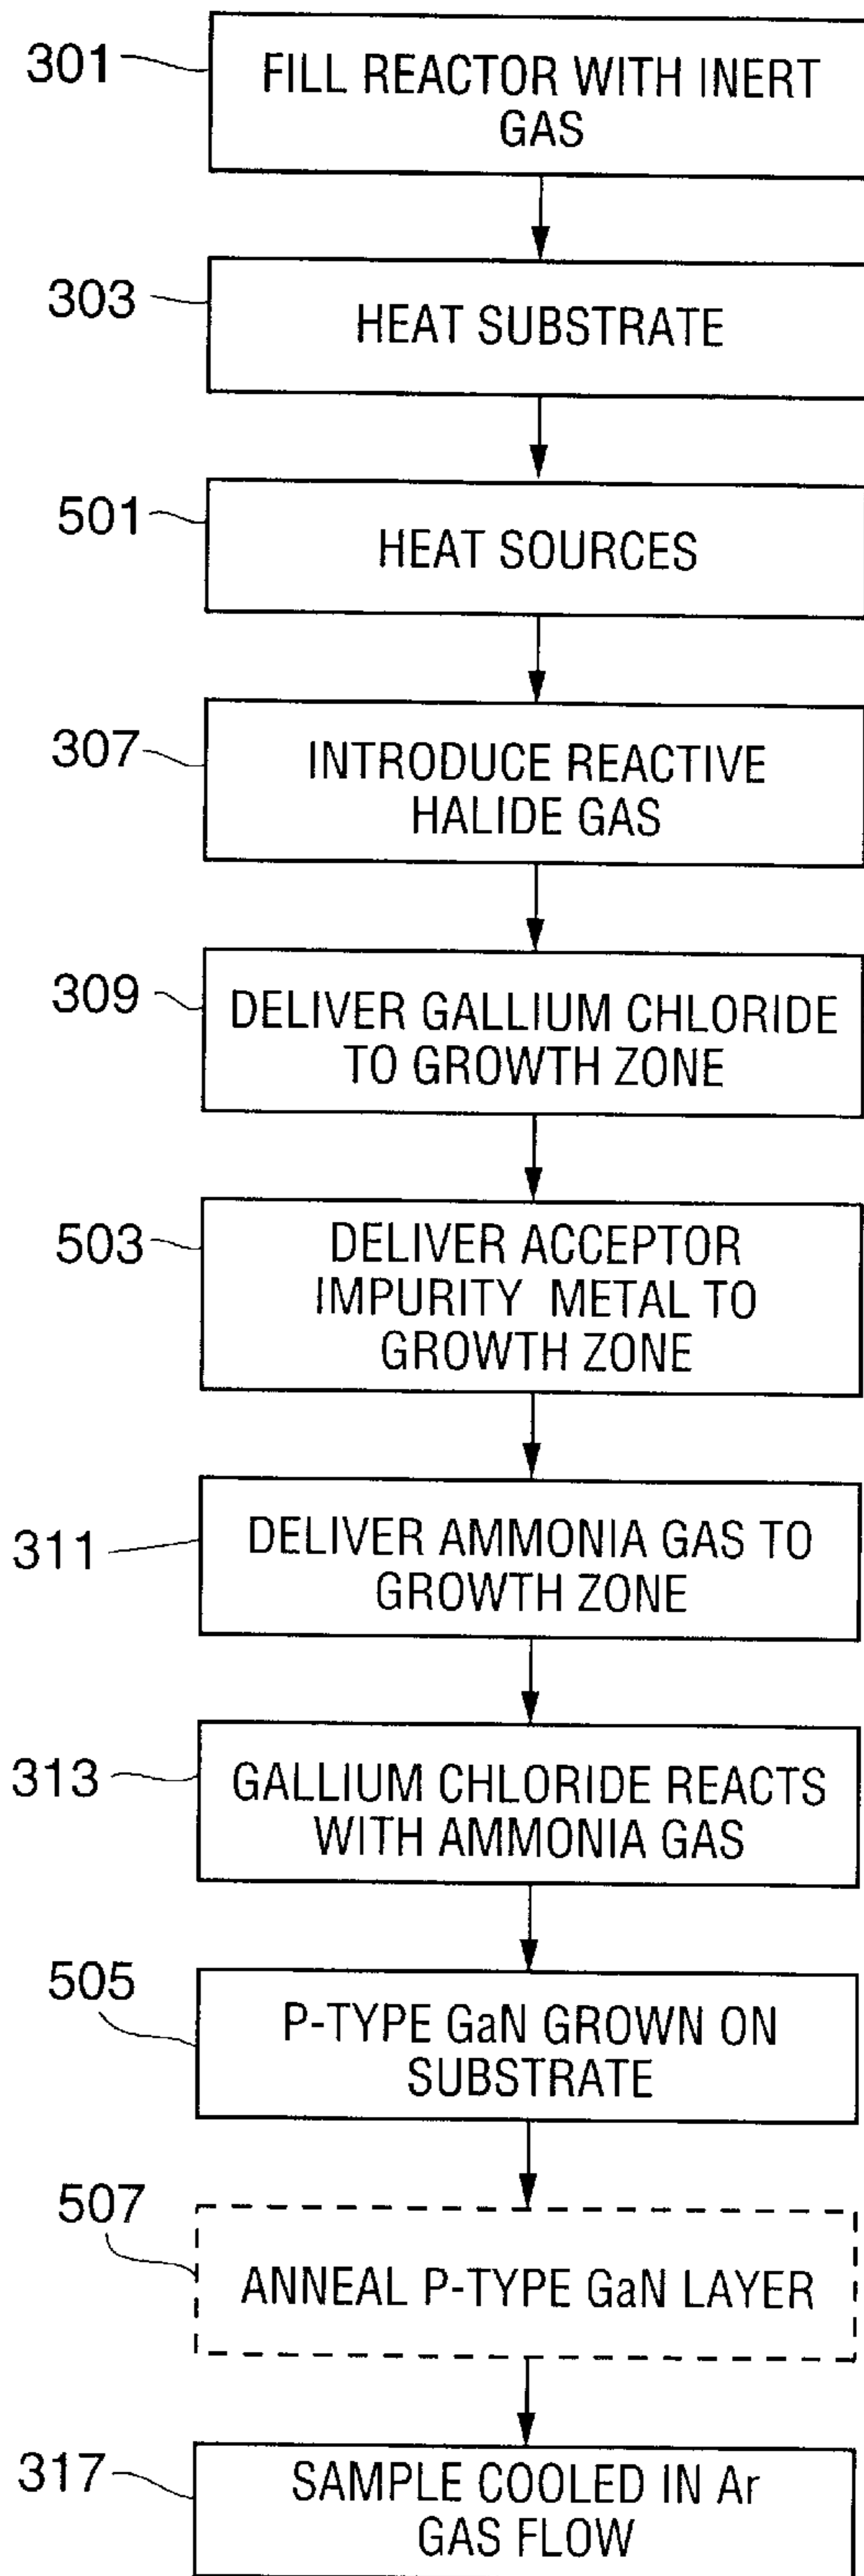 301
FILL REACTOR WITH INERT
GAS
303
HEAT SUBSTRATE
501
HEAT SOURCES
307
INTRODUCE REACTIVE
HALIDE GAS
309
DELIVER GALLIUM CHLORIDE
TO GROWTH ZONE
503
DELIVER ACCEPTOR
IMPURITY METAL TO
GROWTH ZONE
311
DELIVER AMMONIA GAS TO
GROWTH ZONE
313
GALLIUM CHLORIDE REACTS
WITH AMMONIA GAS
505
P-TYPE GaN GROWN ON
SUBSTRATE
507
ANNEAL P-TYPE GaN LAYER
317
SAMPLE COOLED IN Ar
GAS FLOW